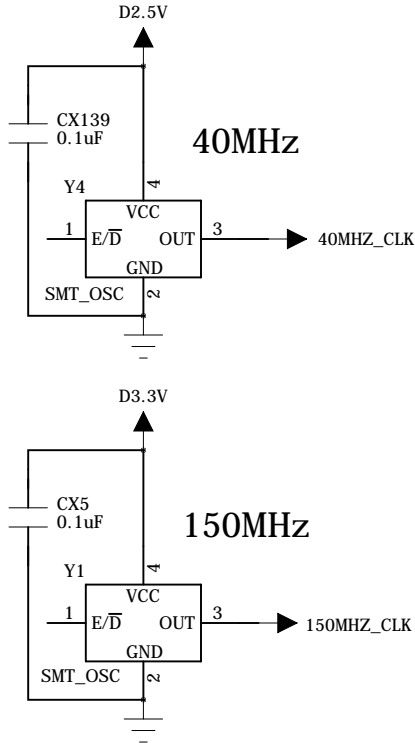 D2.5V
CX139
0.1uF
40MHz
Y4
4
VCC
1
E/D̅
OUT
3
40MHZ_CLK
GND
SMT_OSC
2
D3.3V
CX5
0.1uF
150MHz
Y1
4
VCC
1
E/D̅
OUT
3
150MHZ_CLK
GND
SMT_OSC
2